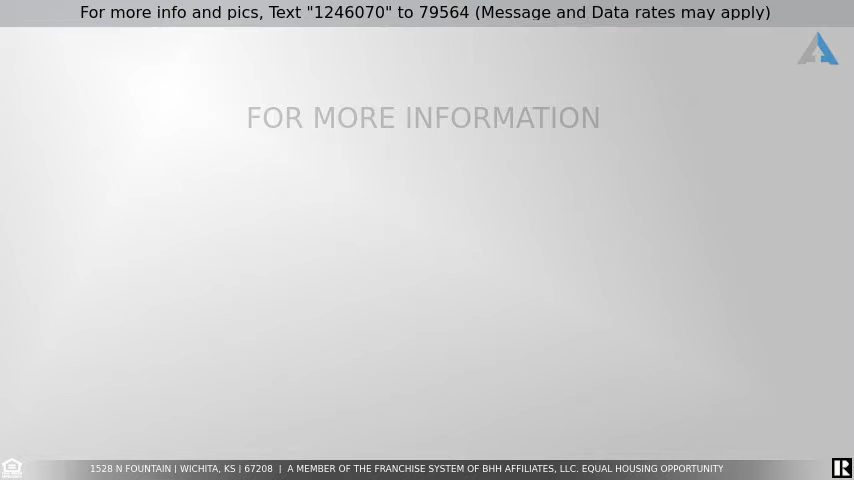 For more info and pics, Text "1246070" to 79564 (Message and Data rates may apply)
FOR MORE INFORMATION
1528 N FOUNTAIN | WICHITA, KS | 67208 | A MEMBER OF THE FRANCHISE SYSTEM OF BHH AFFILIATES, LLC. EQUAL HOUSING OPPORTUNITY